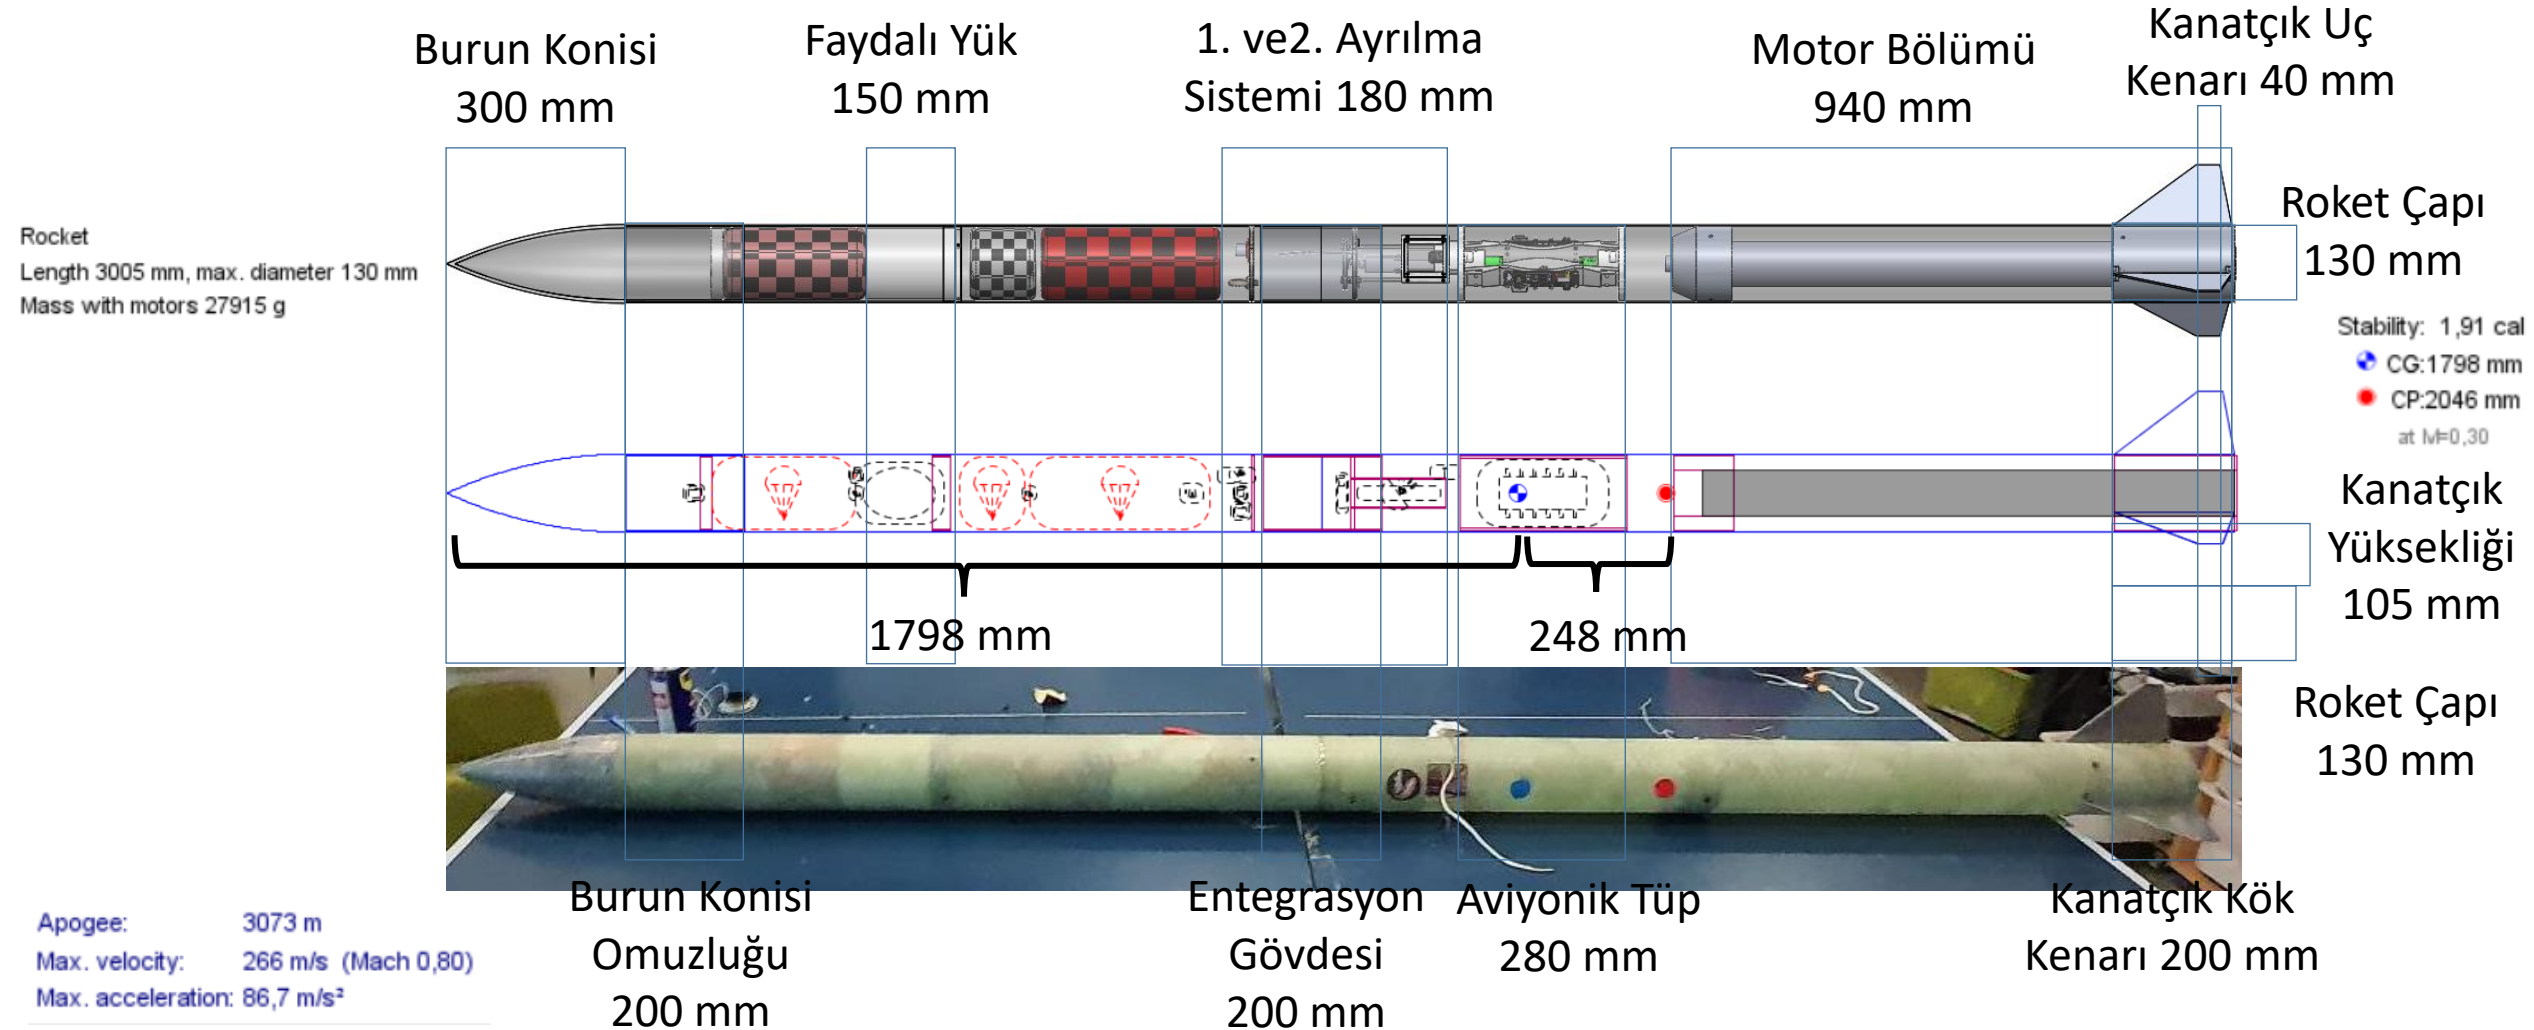 Burun Konisi
300 mm
Faydalı Yük
150 mm
1. ve2. Ayrılma
Sistemi 180 mm
Motor Bölümü
940 mm
Kanatçık Uç
Kenarı 40 mm
Rocket
Length 3005 mm, max. diameter 130 mm
Mass with motors 27915 g
Roket Çapı
130 mm
Stability: 1,91 cal
CG:1798 mm
CP:2046 mm
at M=0,30
Kanatçık
Yüksekliği
105 mm
1798 mm
248 mm
Roket Çapı
130 mm
Apogee: 3073 m
Max. velocity: 266 m/s (Mach 0,80)
Max. acceleration: 86,7 m/s²
Burun Konisi
Omuzluğu
200 mm
Entegrasyon
Gövdesi
200 mm
Aviyonik Tüp
280 mm
Kanatçık Kök
Kenarı 200 mm